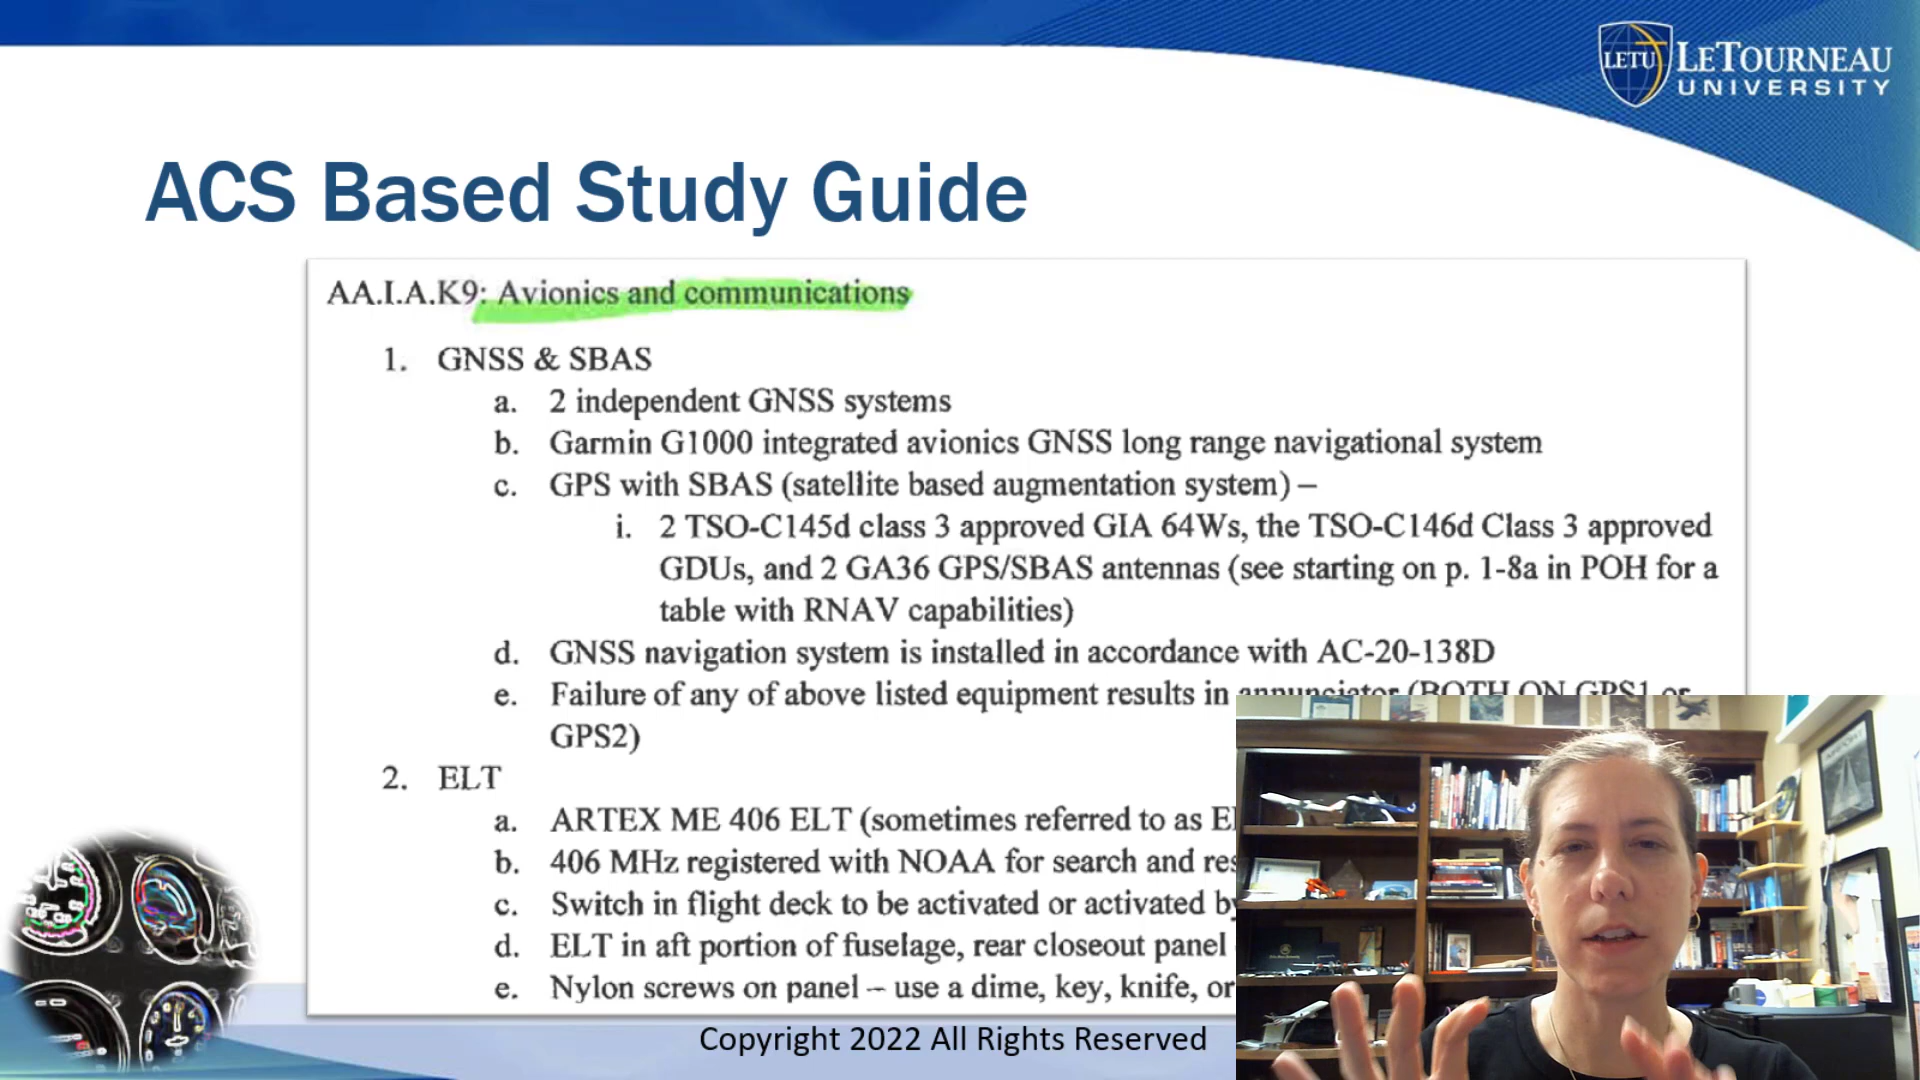 LETU
LETOURNEAU
UNIVERSITY
ACS Based Study Guide
AA.I.A.K9: Avionics and communications
1. GNSS & SBAS
a. 2 independent GNSS systems
b. Garmin G1000 integrated avionics GNSS long range navigational system
c. GPS with SBAS (satellite based augmentation system) –
i. 2 TSO-C145d class 3 approved GIA 64Ws, the TSO-C146d Class 3 approved
GDUs, and 2 GA36 GPS/SBAS antennas (see starting on p. 1-8a in POH for a
table with RNAV capabilities)
d. GNSS navigation system is installed in accordance with AC-20-138D
e. Failure of any of above listed equipment results in annunciator (BOTH ON GPS1 or
GPS2)
2. ELT
a. ARTEX ME 406 ELT (sometimes referred to as
b. 406 MHz registered with NOAA for search and
c. Switch in flight deck to be activated or activated
d. ELT in aft portion of fuselage, rear closeout panel
e. Nylon screws on panel – use a dime, key, knife, or
Copyright 2022 All Rights Reserved